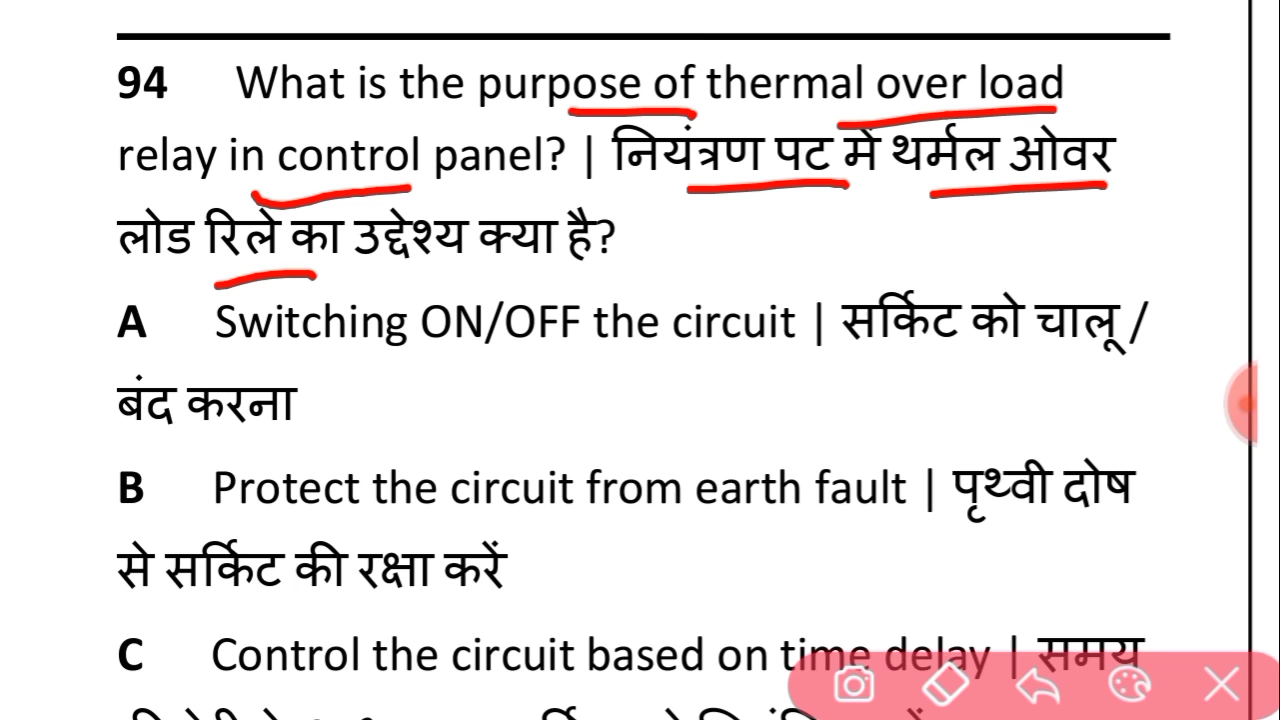 94 What is the purpose of thermal over load
relay in control panel? | नियंत्रण पट में थर्मल ओवर
लोड रिले का उद्देश्य क्या है?
A Switching ON/OFF the circuit | सर्किट को चालू /
बंद करना
B Protect the circuit from earth fault | पृथ्वी दोष
से सर्किट की रक्षा करें
C Control the circuit based on time delay | समय